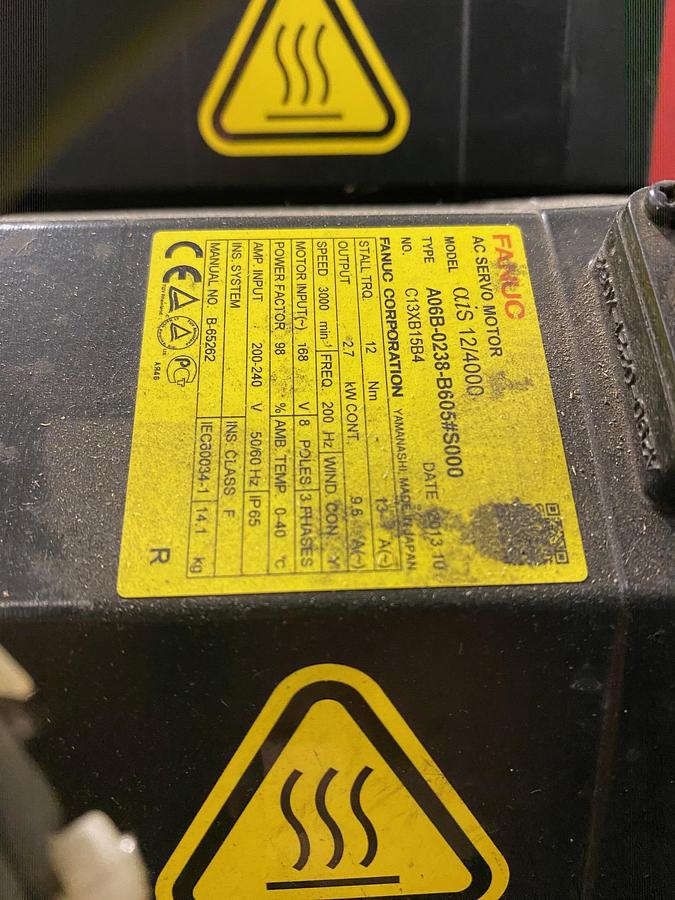 FANUC
AC SERVO MOTOR
MODEL αiS 12/4000
TYPE A06B-0238-B605#S000
NO. C13XB15B4 DATE 2013.10
FANUC CORPORATION YAMANASHI, MADE IN JAPAN
STALL TRQ. 12 Nm 13 A(~)
OUTPUT 2.7 kW CONT. 9.6 A(~)
SPEED 3000 min-1 FREQ. 200 Hz WIND. CON. Y
MOTOR INPUT(~) 168 V 8 POLES 3 PHASES
POWER FACTOR 98 % AMB. TEMP. 0-40 °C
AMP. INPUT 200-240 V 50/60 Hz IP65
INS. SYSTEM INS. CLASS F
MANUAL NO. B-65262 IEC60034-1 14.1 kg
CE
R